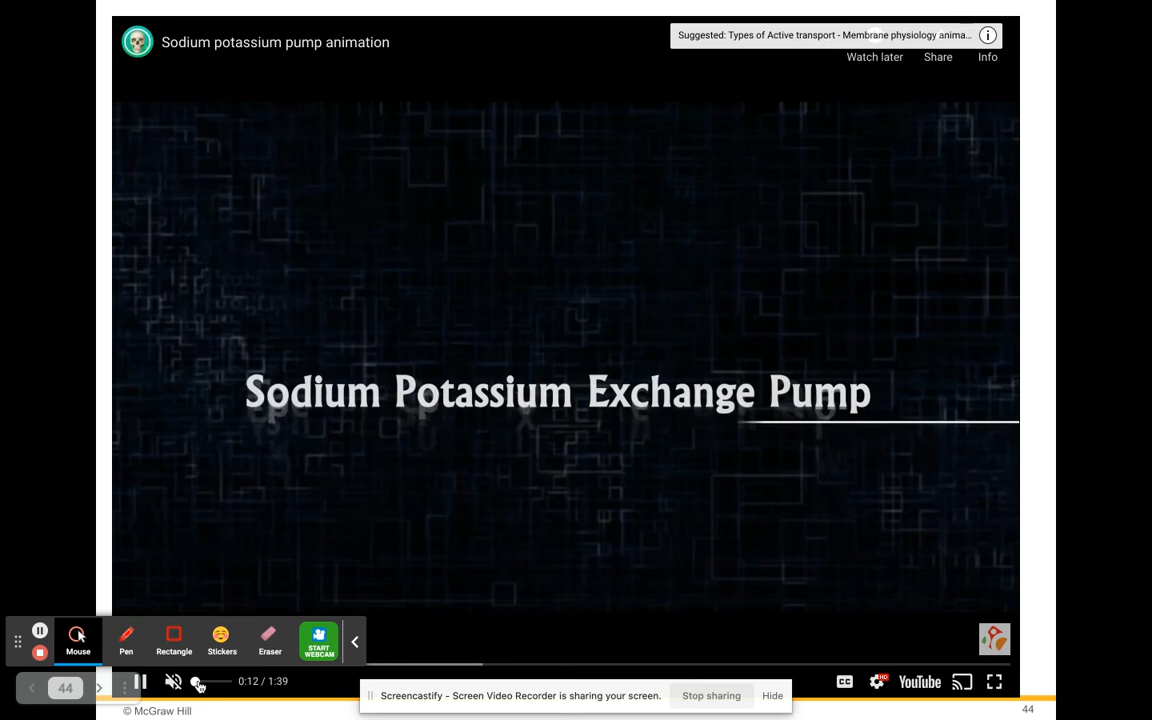 Sodium potassium pump animation
Suggested: Types of Active transport - Membrane physiology anima...
Watch later
Share
Info
Sodium Potassium Exchange Pump
Mouse
Pen
Rectangle
Stickers
Eraser
START
WEBCAM
44
0:12 / 1:39
CC
HD
YouTube
Screencastify - Screen Video Recorder is sharing your screen.
Stop sharing
Hide
© McGraw Hill
44